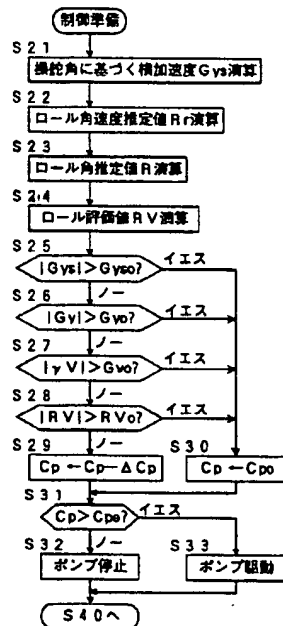 制御準備
S21
操舵角に基づく横加速度Gys演算
S22
ロール角速度推定値Rr演算
S23
ロール角推定値R演算
S24
ロール評価値RV演算
S25
|Gys|>Gyso?
イエス
ノー
S26
|Gy|>Gyo?
イエス
ノー
S27
|γV|>Gvo?
イエス
ノー
S28
|RV|>RVo?
イエス
ノー
S29
Cp←Cp−ΔCp
S30
Cp←Cpo
S31
Cp>Cpe?
イエス
ノー
S32
ポンプ停止
S33
ポンプ駆動
S40へ